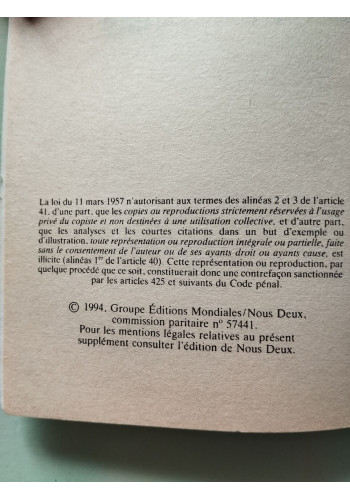 La loi du 11 mars 1957 n'autorisant aux termes des alinéas 2 et 3 de l'article
41, d'une part, que les copies ou reproductions strictement réservées à l'usage
privé du copiste et non destinées à une utilisation collective, et d'autre part,
que les analyses et les courtes citations dans un but d'exemple ou
d'illustration, toute représentation ou reproduction intégrale ou partielle, faite
sans le consentement de l'auteur ou de ses ayants droit ou ayants cause, est
illicite (alinéas 1er de l'article 40). Cette représentation ou reproduction, par
quelque procédé que ce soit, constituerait donc une contrefaçon sanctionnée
par les articles 425 et suivants du Code pénal.
© 1994, Groupe Éditions Mondiales/Nous Deux,
commission paritaire n° 57441.
Pour les mentions légales relatives au présent
supplément consulter l'édition de Nous Deux.